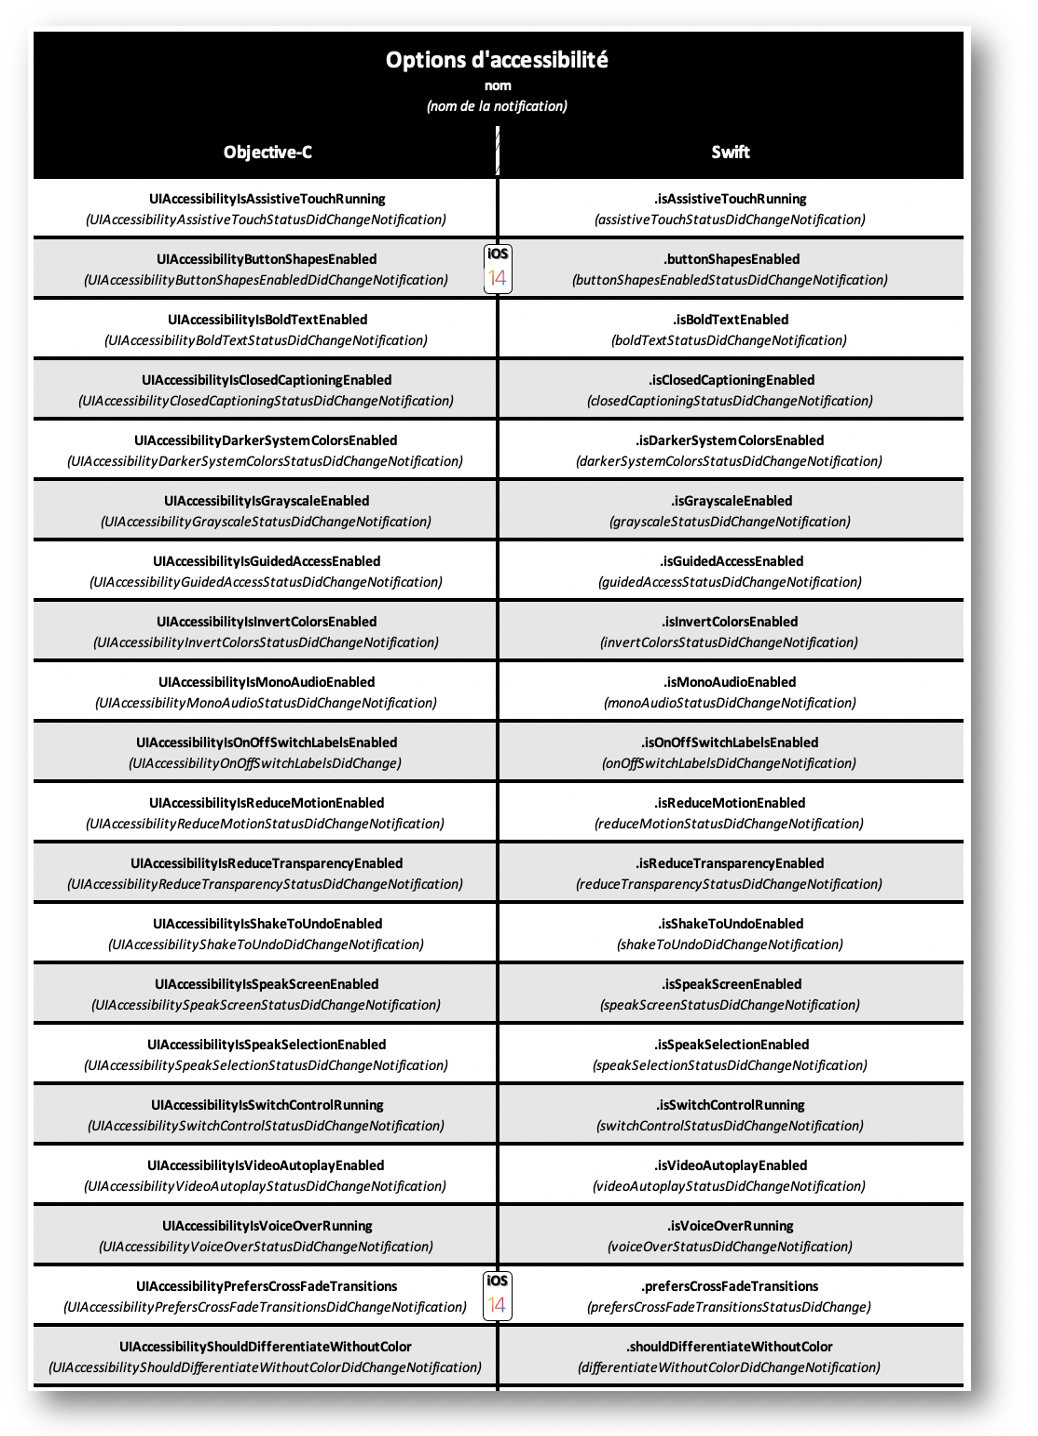 Options d'accessibilité
nom
(nom de la notification)
Objective-C
Swift
UIAccessibilityIsAssistiveTouchRunning
(UIAccessibilityAssistiveTouchStatusDidChangeNotification)
.isAssistiveTouchRunning
(assistiveTouchStatusDidChangeNotification)
UIAccessibilityButtonShapesEnabled
(UIAccessibilityButtonShapesEnabledDidChangeNotification)
iOS
14
.buttonShapesEnabled
(buttonShapesEnabledStatusDidChangeNotification)
UIAccessibilityIsBoldTextEnabled
(UIAccessibilityBoldTextStatusDidChangeNotification)
.isBoldTextEnabled
(boldTextStatusDidChangeNotification)
UIAccessibilityIsClosedCaptioningEnabled
(UIAccessibilityClosedCaptioningStatusDidChangeNotification)
.isClosedCaptioningEnabled
(closedCaptioningStatusDidChangeNotification)
UIAccessibilityDarkerSystemColorsEnabled
(UIAccessibilityDarkerSystemColorsStatusDidChangeNotification)
.isDarkerSystemColorsEnabled
(darkerSystemColorsStatusDidChangeNotification)
UIAccessibilityIsGrayscaleEnabled
(UIAccessibilityGrayscaleStatusDidChangeNotification)
.isGrayscaleEnabled
(grayscaleStatusDidChangeNotification)
UIAccessibilityIsGuidedAccessEnabled
(UIAccessibilityGuidedAccessStatusDidChangeNotification)
.isGuidedAccessEnabled
(guidedAccessStatusDidChangeNotification)
UIAccessibilityIsInvertColorsEnabled
(UIAccessibilityInvertColorsStatusDidChangeNotification)
.isInvertColorsEnabled
(invertColorsStatusDidChangeNotification)
UIAccessibilityIsMonoAudioEnabled
(UIAccessibilityMonoAudioStatusDidChangeNotification)
.isMonoAudioEnabled
(monoAudioStatusDidChangeNotification)
UIAccessibilityIsOnOffSwitchLabelsEnabled
(UIAccessibilityOnOffSwitchLabelsDidChange)
.isOnOffSwitchLabelsEnabled
(onOffSwitchLabelsDidChangeNotification)
UIAccessibilityIsReduceMotionEnabled
(UIAccessibilityReduceMotionStatusDidChangeNotification)
.isReduceMotionEnabled
(reduceMotionStatusDidChangeNotification)
UIAccessibilityIsReduceTransparencyEnabled
(UIAccessibilityReduceTransparencyStatusDidChangeNotification)
.isReduceTransparencyEnabled
(reduceTransparencyStatusDidChangeNotification)
UIAccessibilityIsShakeToUndoEnabled
(UIAccessibilityShakeToUndoDidChangeNotification)
.isShakeToUndoEnabled
(shakeToUndoDidChangeNotification)
UIAccessibilityIsSpeakScreenEnabled
(UIAccessibilitySpeakScreenStatusDidChangeNotification)
.isSpeakScreenEnabled
(speakScreenStatusDidChangeNotification)
UIAccessibilityIsSpeakSelectionEnabled
(UIAccessibilitySpeakSelectionStatusDidChangeNotification)
.isSpeakSelectionEnabled
(speakSelectionStatusDidChangeNotification)
UIAccessibilityIsSwitchControlRunning
(UIAccessibilitySwitchControlStatusDidChangeNotification)
.isSwitchControlRunning
(switchControlStatusDidChangeNotification)
UIAccessibilityIsVideoAutoplayEnabled
(UIAccessibilityVideoAutoplayStatusDidChangeNotification)
.isVideoAutoplayEnabled
(videoAutoplayStatusDidChangeNotification)
UIAccessibilityIsVoiceOverRunning
(UIAccessibilityVoiceOverStatusDidChangeNotification)
.isVoiceOverRunning
(voiceOverStatusDidChangeNotification)
UIAccessibilityPrefersCrossFadeTransitions
(UIAccessibilityPrefersCrossFadeTransitionsDidChangeNotification)
iOS
14
.prefersCrossFadeTransitions
(prefersCrossFadeTransitionsStatusDidChange)
UIAccessibilityShouldDifferentiateWithoutColor
(UIAccessibilityShouldDifferentiateWithoutColorDidChangeNotification)
.shouldDifferentiateWithoutColor
(differentiateWithoutColorDidChangeNotification)